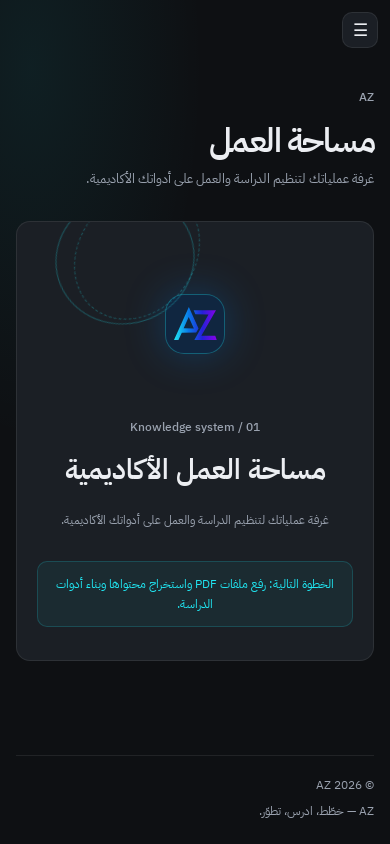 ☰
AZ
مساحة العمل
غرفة عملياتك لتنظيم الدراسة والعمل على أدواتك الأكاديمية.
AZ
Knowledge system / 01
مساحة العمل الأكاديمية
غرفة عملياتك لتنظيم الدراسة والعمل على أدواتك الأكاديمية.
الخطوة التالية: رفع ملفات PDF واستخراج محتواها وبناء أدوات
الدراسة.
© 2026 AZ
AZ — خطّط، ادرس، تطوّر.